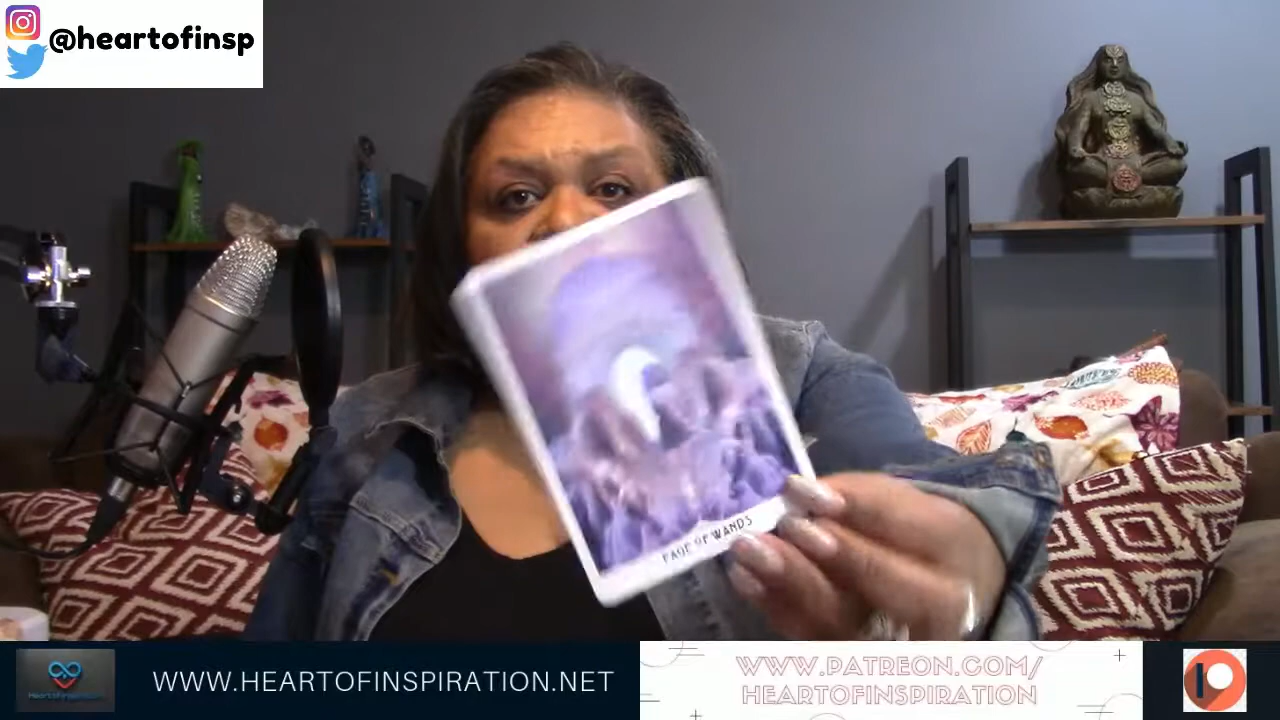 @heartofinsp
PAGE OF WANDS
WWW.HEARTOFINSPIRATION.NET
WWW.PATREON.COM/
HEARTOFINSPIRATION